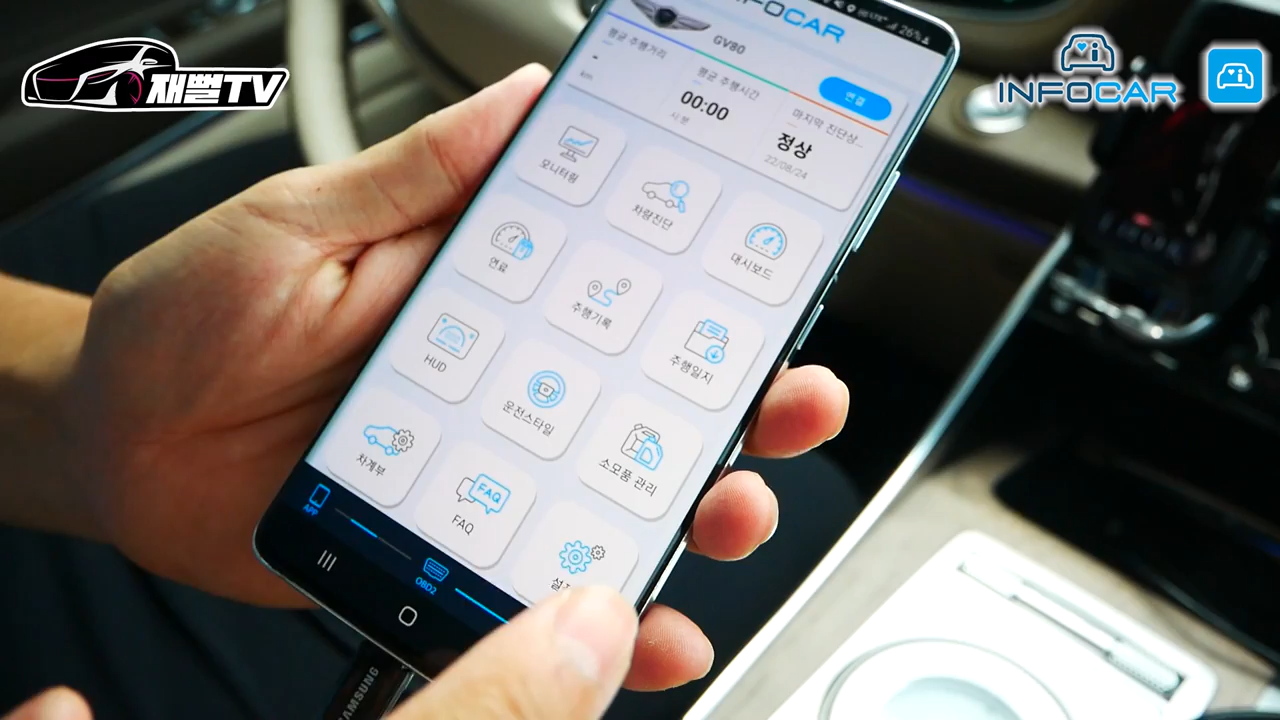 재뻘TV
INFOCAR
INFOCAR
26%
GV80
평균 주행거리
-
km
평균 주행시간
00:00
시:분
연결
마지막 진단상...
정상
22/08/24
모니터링
차량진단
대시보드
연료
주행기록
주행일지
HUD
운전스타일
소모품 관리
차계부
FAQ
FAQ
APP
OBD2
SAMSUNG